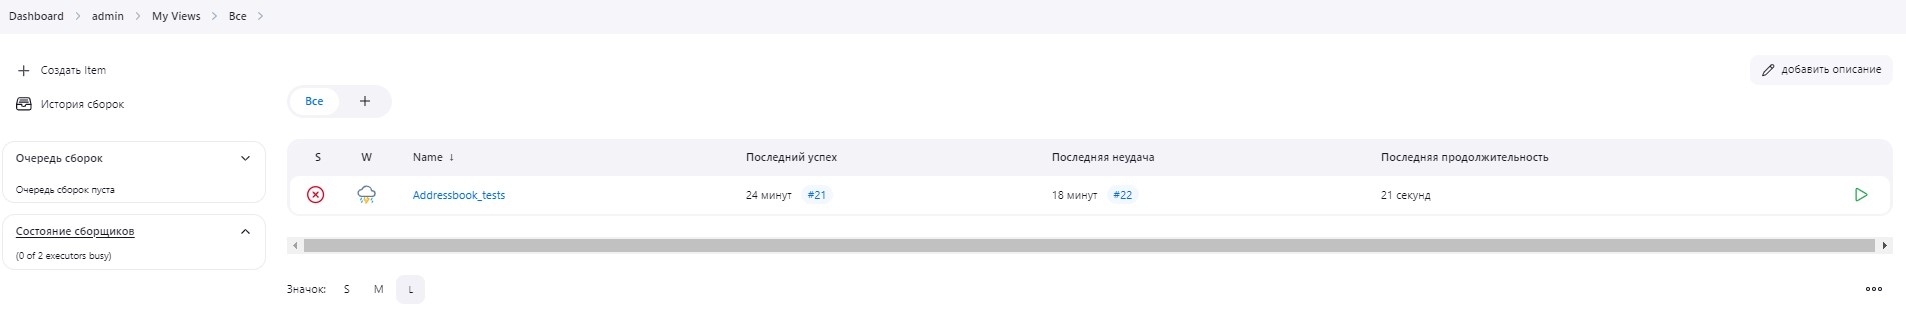 Dashboard admin My Views Все
Создать Item
История сборок
добавить описание
Все
Очередь сборок
Очередь сборок пуста
Состояние сборщиков
(0 of 2 executors busy)
S W Name ↓ Последний успех Последняя неудача Последняя продолжительность
Addressbook_tests 24 минут #21 18 минут #22 21 секунд
Значок: S M L